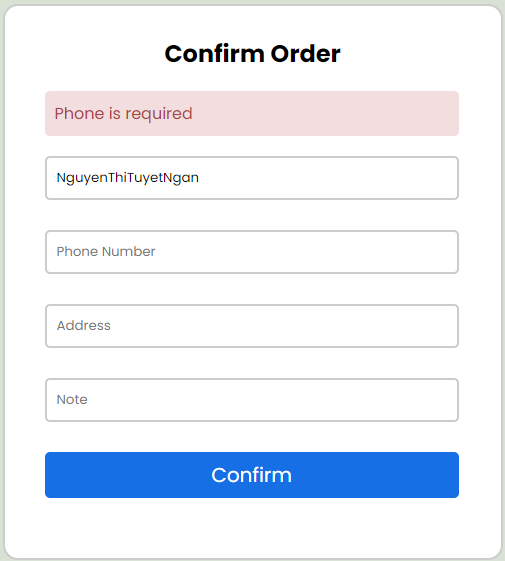 Confirm Order
Phone is required
NguyenThiTuyetNgan
Phone Number
Address
Note
Confirm